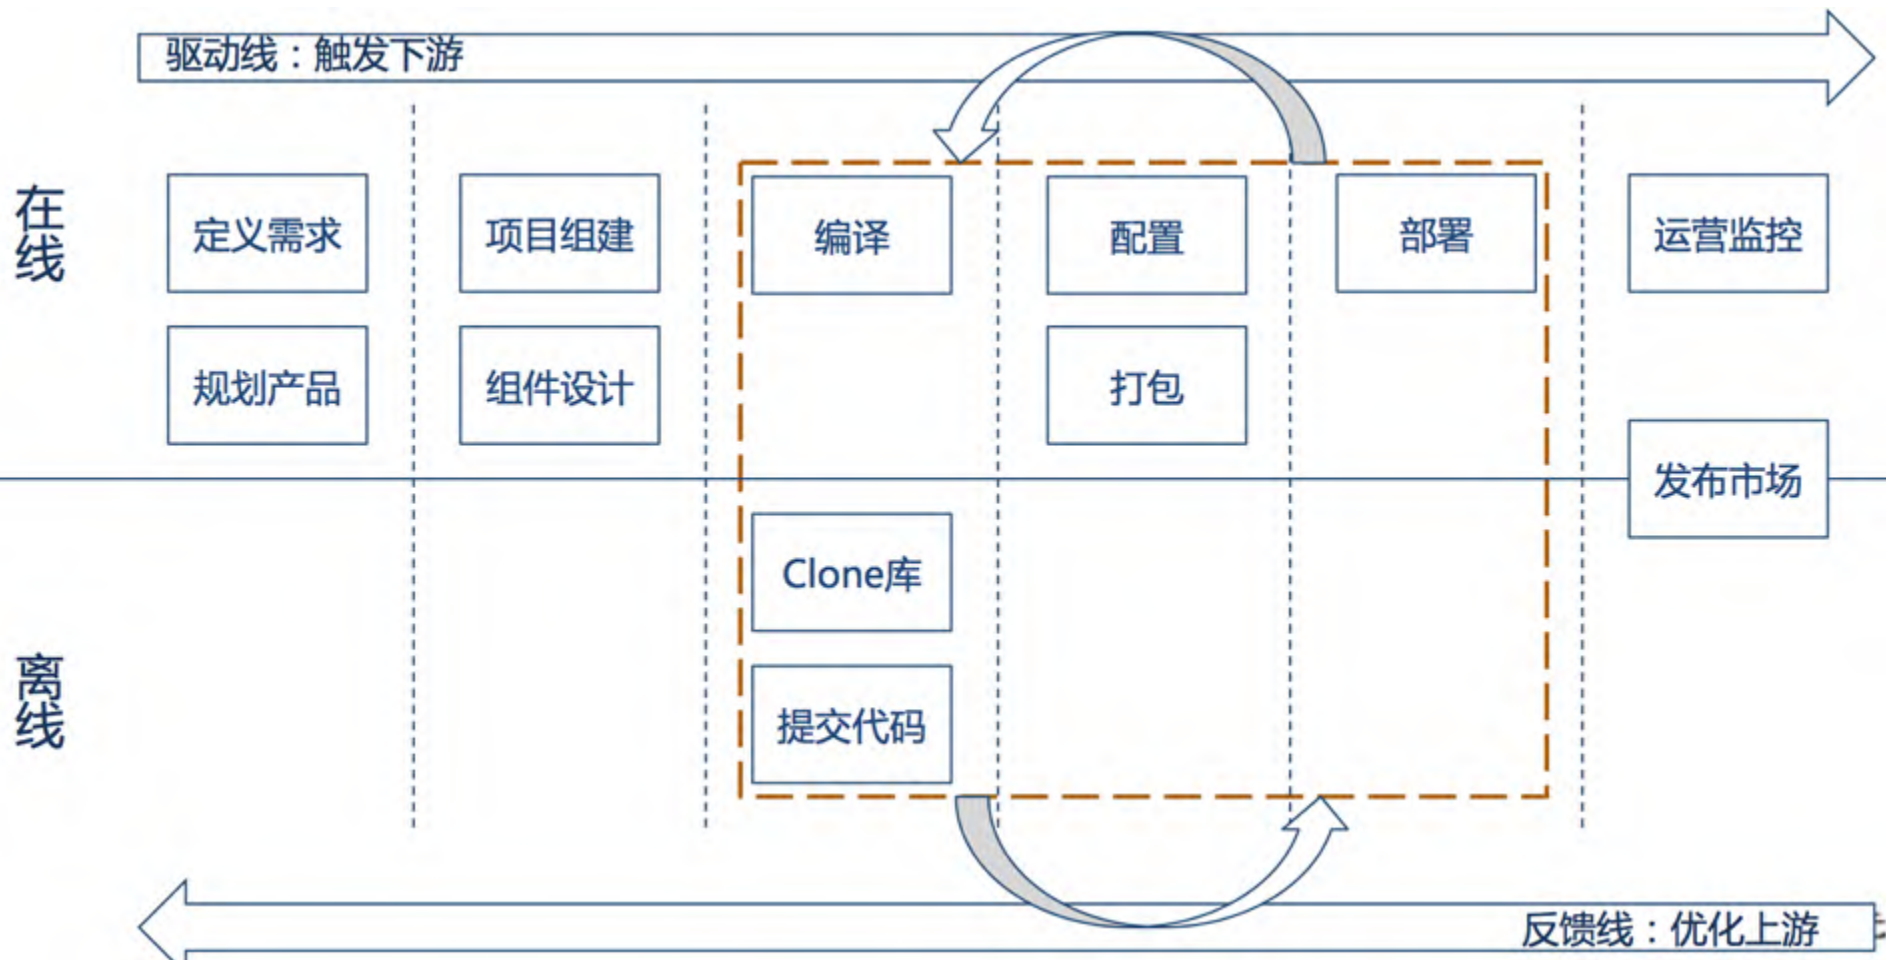 驱动线：触发下游
在线
定义需求
项目组建
编译
配置
部署
运营监控
规划产品
组件设计
打包
发布市场
离线
Clone库
提交代码
反馈线：优化上游